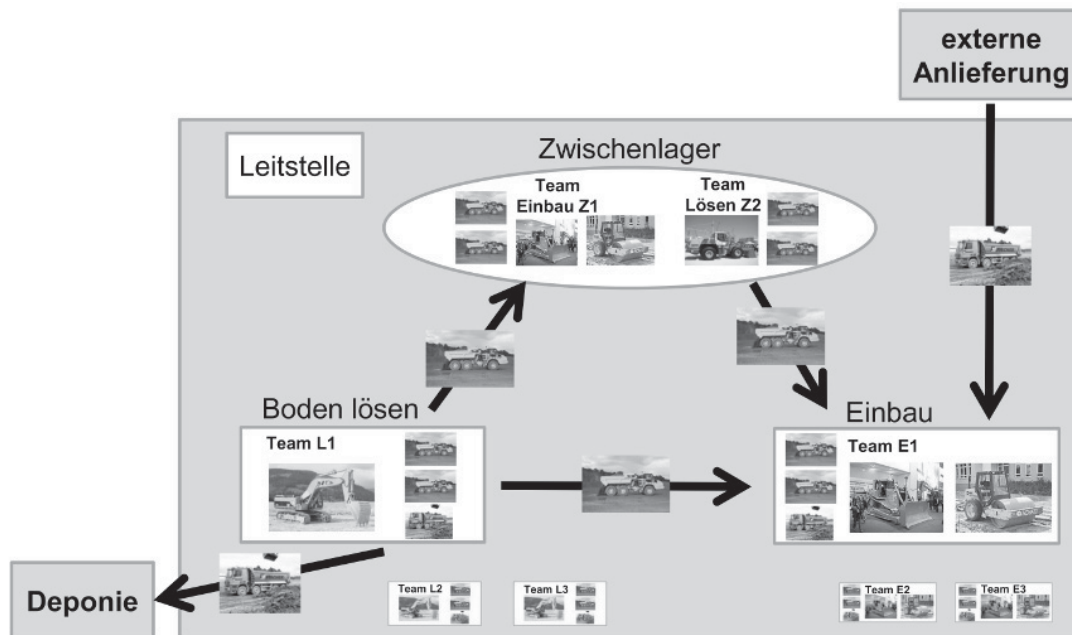 externe
Anlieferung
Leitstelle
Zwischenlager
Team
Einbau Z1
Team
Lösen Z2
Boden lösen
Team L1
Einbau
Team E1
Deponie
Team L2
Team L3
Team E2
Team E3